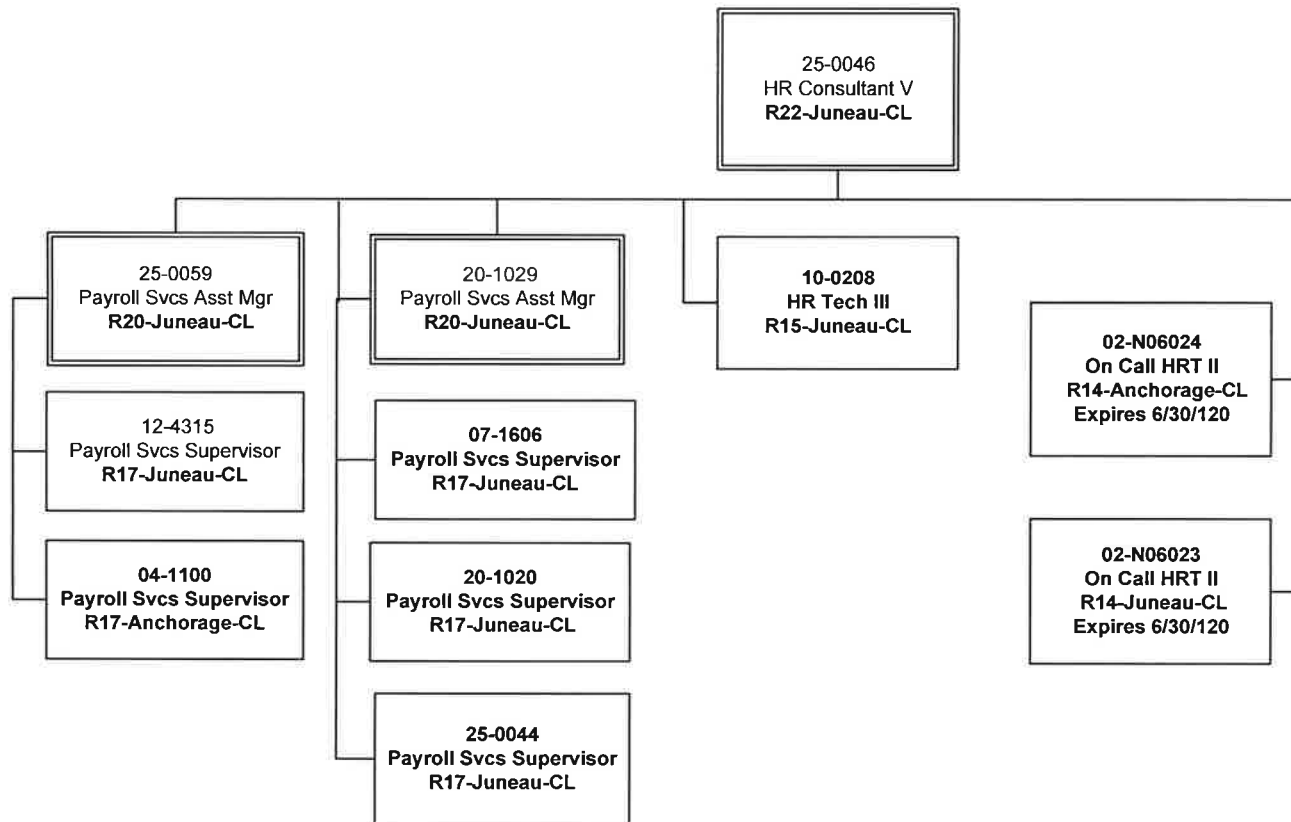 25-0046
HR Consultant V
R22-Juneau-CL
25-0059
Payroll Svcs Asst Mgr
R20-Juneau-CL
20-1029
Payroll Svcs Asst Mgr
R20-Juneau-CL
10-0208
HR Tech III
R15-Juneau-CL
02-N06024
On Call HRT II
R14-Anchorage-CL
Expires 6/30/120
12-4315
Payroll Svcs Supervisor
R17-Juneau-CL
07-1606
Payroll Svcs Supervisor
R17-Juneau-CL
04-1100
Payroll Svcs Supervisor
R17-Anchorage-CL
20-1020
Payroll Svcs Supervisor
R17-Juneau-CL
02-N06023
On Call HRT II
R14-Juneau-CL
Expires 6/30/120
25-0044
Payroll Svcs Supervisor
R17-Juneau-CL